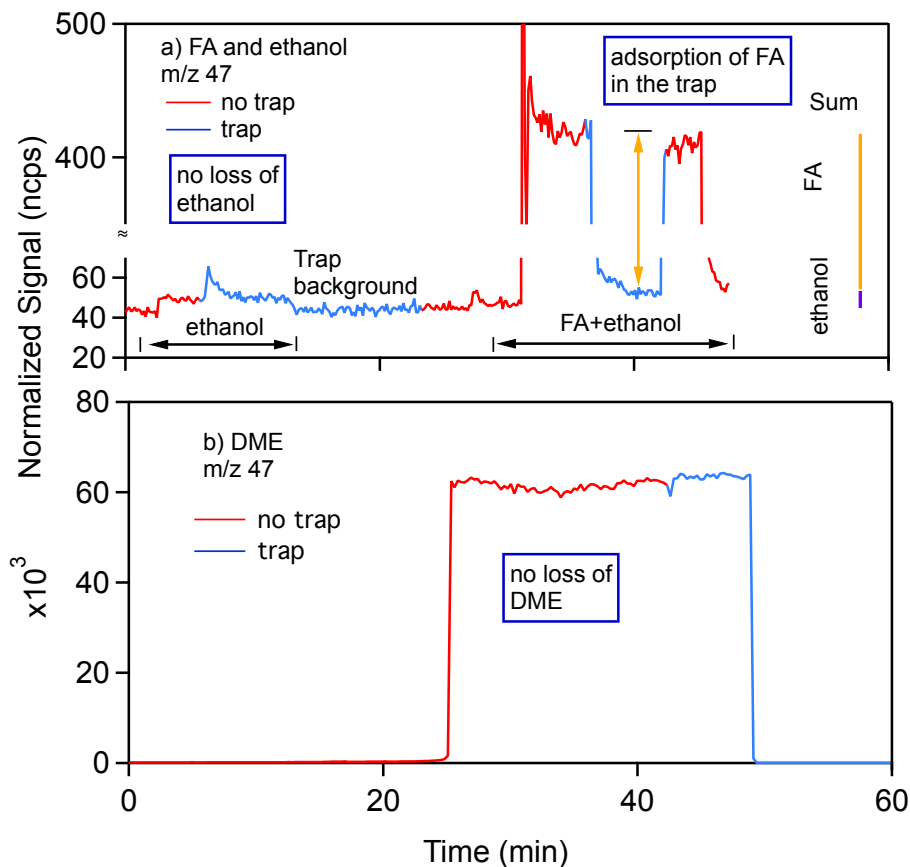 500
a) FA and ethanol
m/z 47
no trap
trap
no loss of
ethanol
adsorption of FA
in the trap
Sum
FA
ethanol
400
≈
60
40
20
Trap
background
ethanol
FA+ethanol
Normalized Signal (ncps)
80
b) DME
m/z 47
no trap
trap
no loss of
DME
60
40
20
0
x10³
0
20
40
60
Time (min)